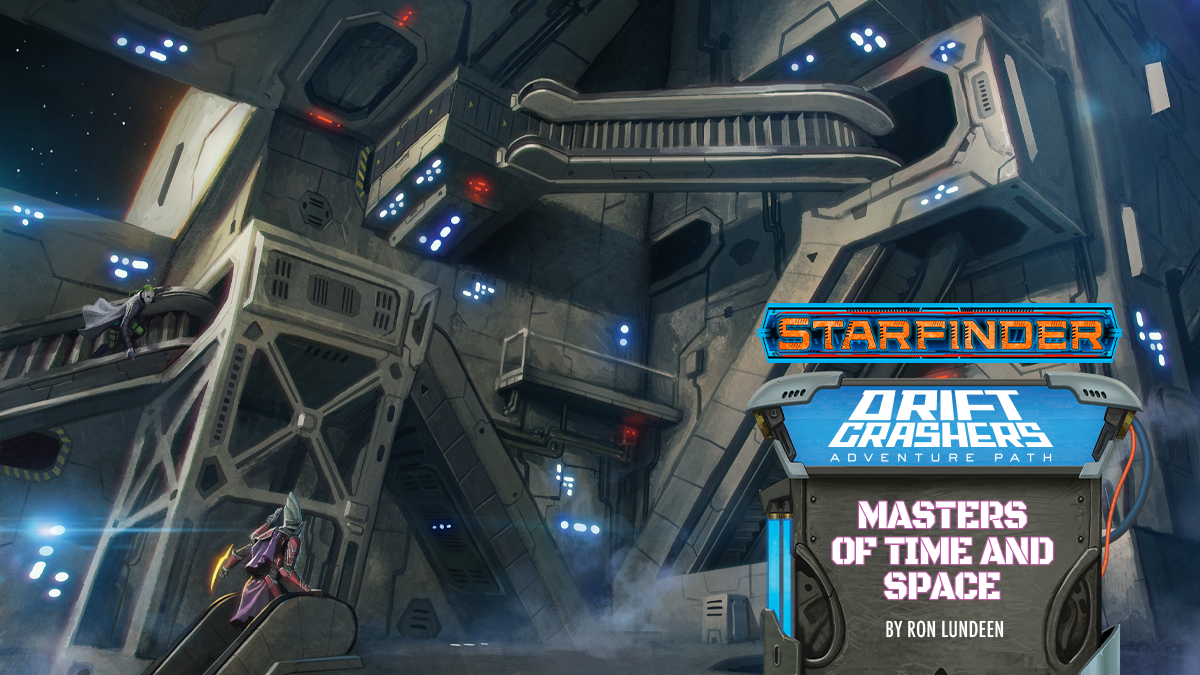 STARFINDER
DRIFT
CRASHERS
ADVENTURE PATH
MASTERS
OF TIME AND
SPACE
BY RON LUNDEEN